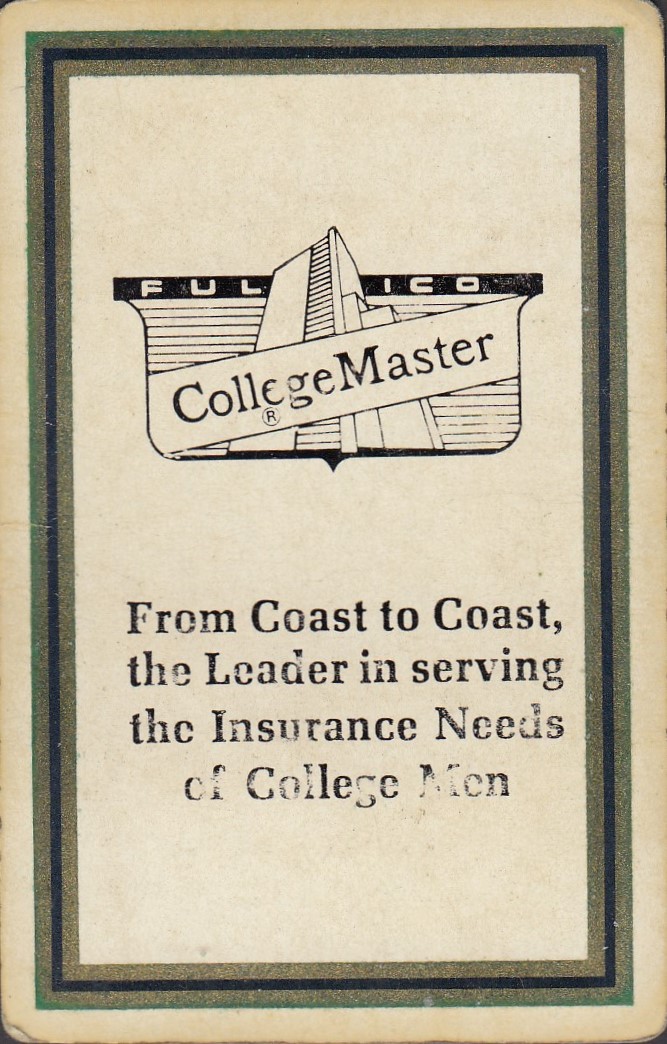 FUL ICO
CollegeMaster
®
From Coast to Coast,
the Leader in serving
the Insurance Needs
of College Men